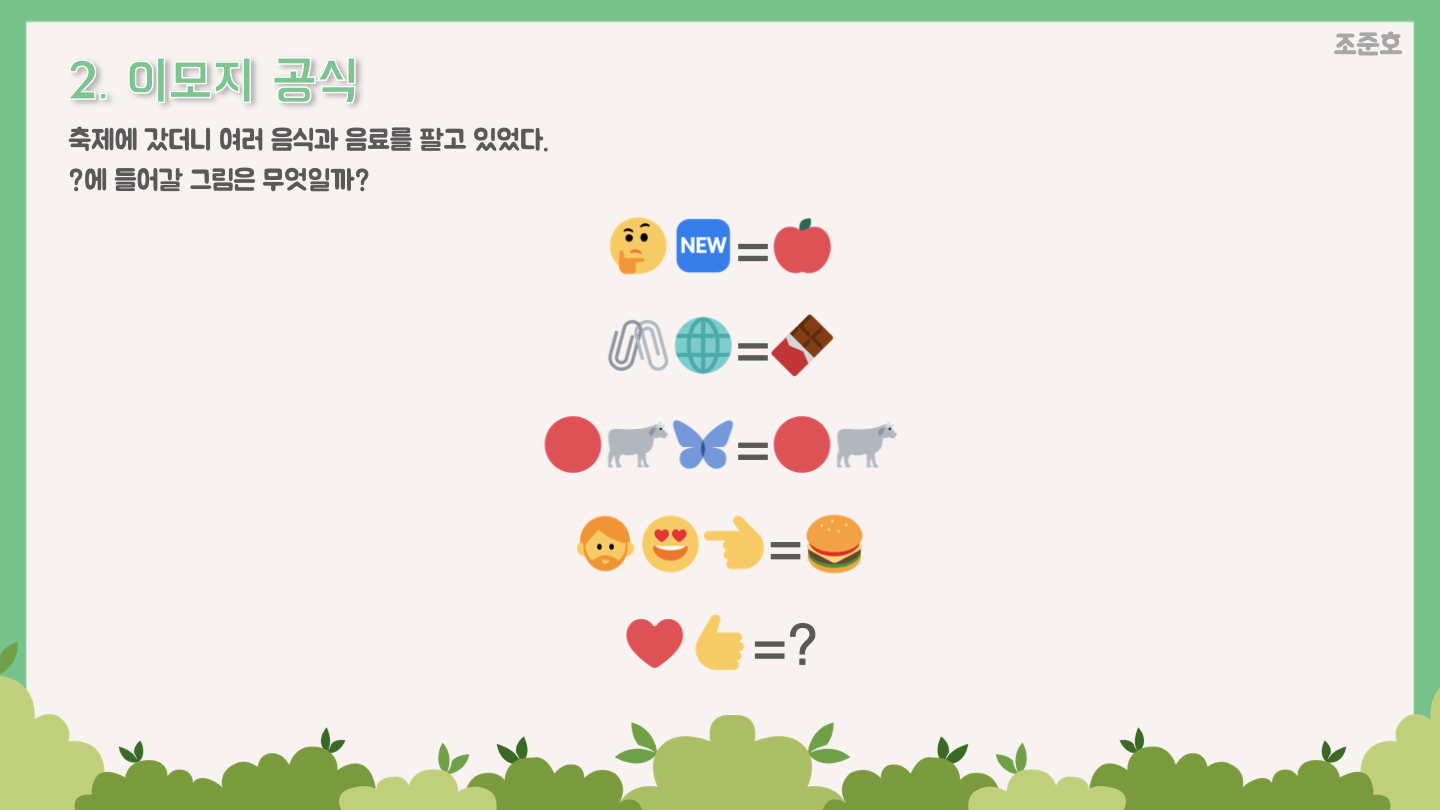 조준호
2. 이모지 공식
축제에 갔더니 여러 음식과 음료를 팔고 있었다.
?에 들어갈 그림은 무엇일까?
NEW =
=
=
=
=?